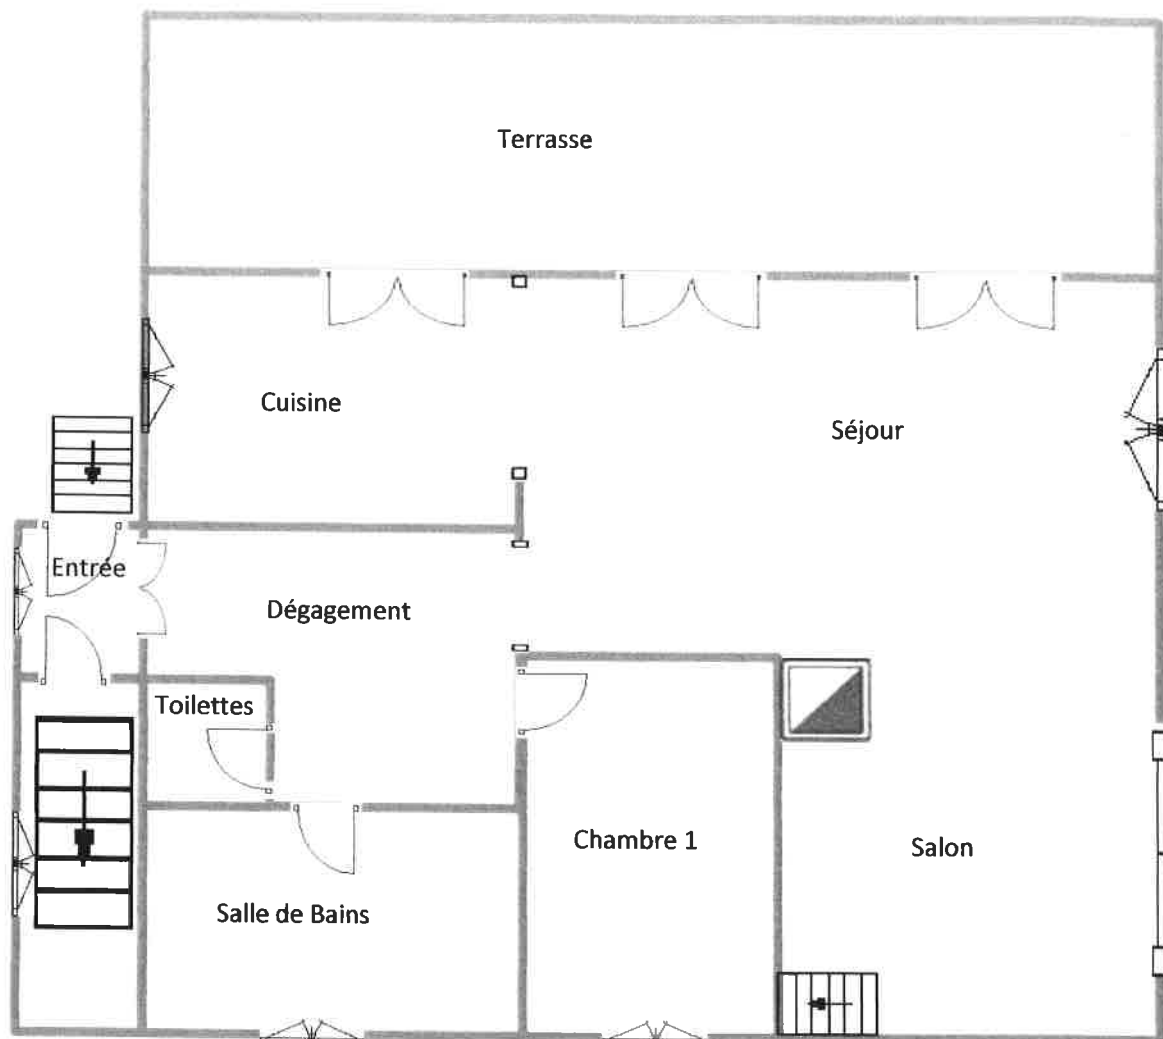 Terrasse
Cuisine
Séjour
Entrée
Dégagement
Toilettes
Chambre 1
Salon
Salle de Bains